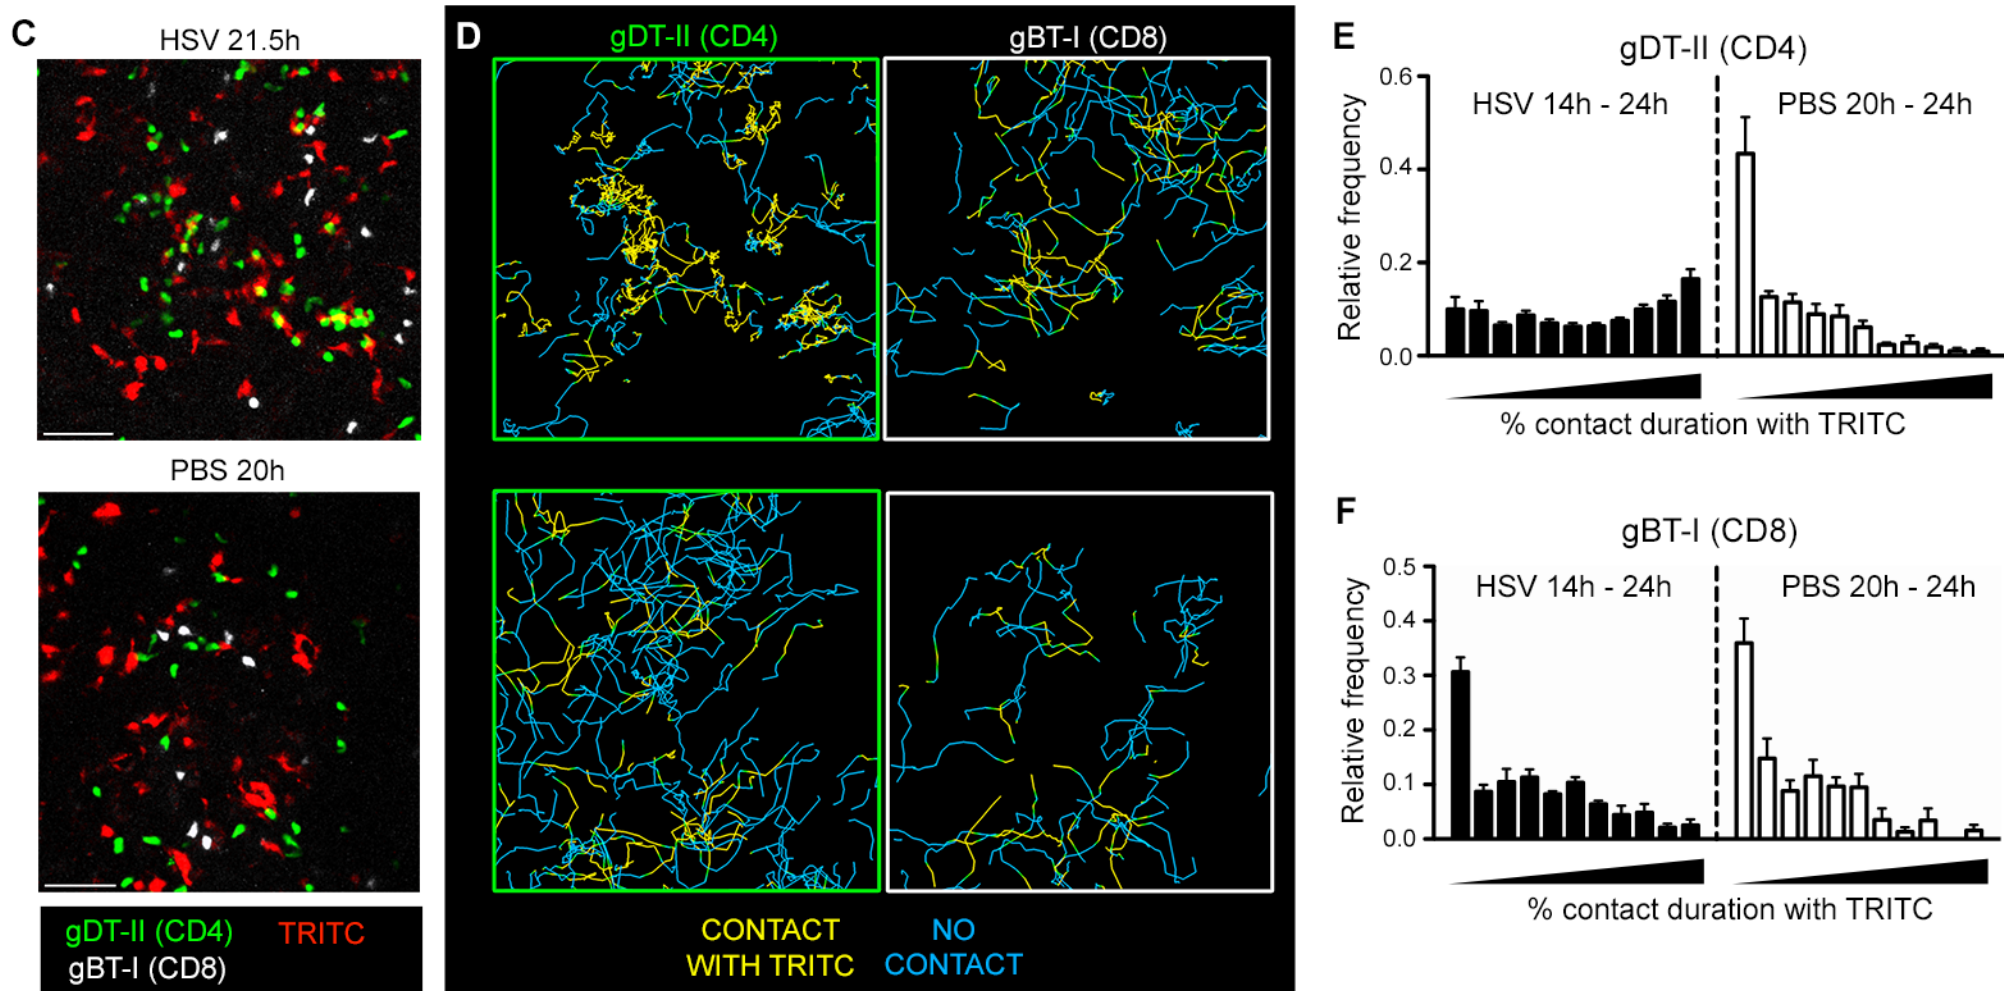 C
HSV 21.5h
PBS 20h
gDT-II (CD4) TRITC
gBT-I (CD8)
D
gDT-II (CD4) gBT-I (CD8)
CONTACT
WITH TRITC
NO
CONTACT
E
gDT-II (CD4)
HSV 14h - 24h PBS 20h - 24h
Relative frequency
0.6
0.4
0.2
0.0
% contact duration with TRITC
F
gBT-I (CD8)
HSV 14h - 24h PBS 20h - 24h
Relative frequency
0.5
0.4
0.3
0.2
0.1
0.0
% contact duration with TRITC